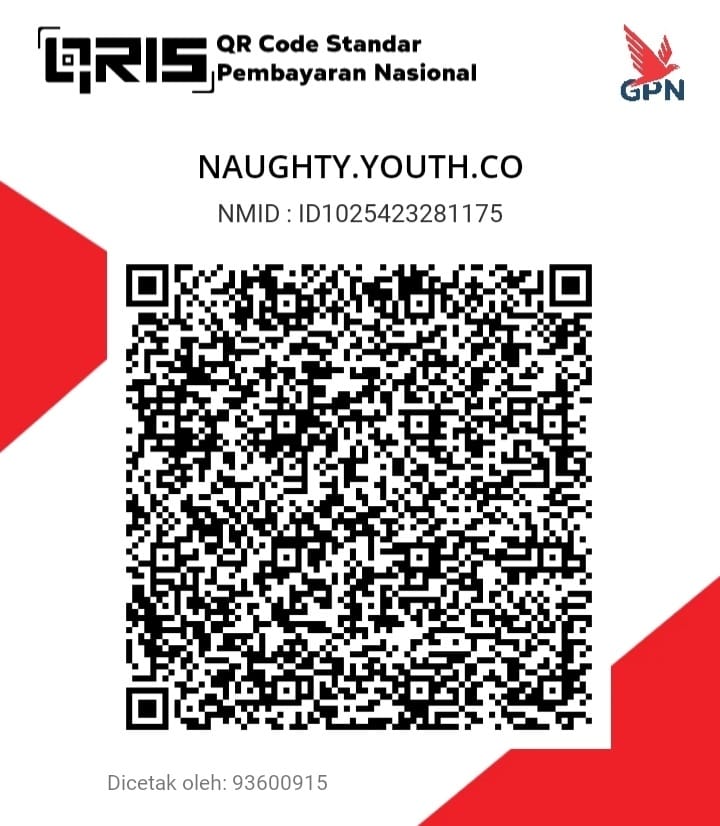 QRIS
QR Code Standar
Pembayaran Nasional
GPN
NAUGHTY.YOUTH.CO
NMID : ID1025423281175
Dicetak oleh: 93600915